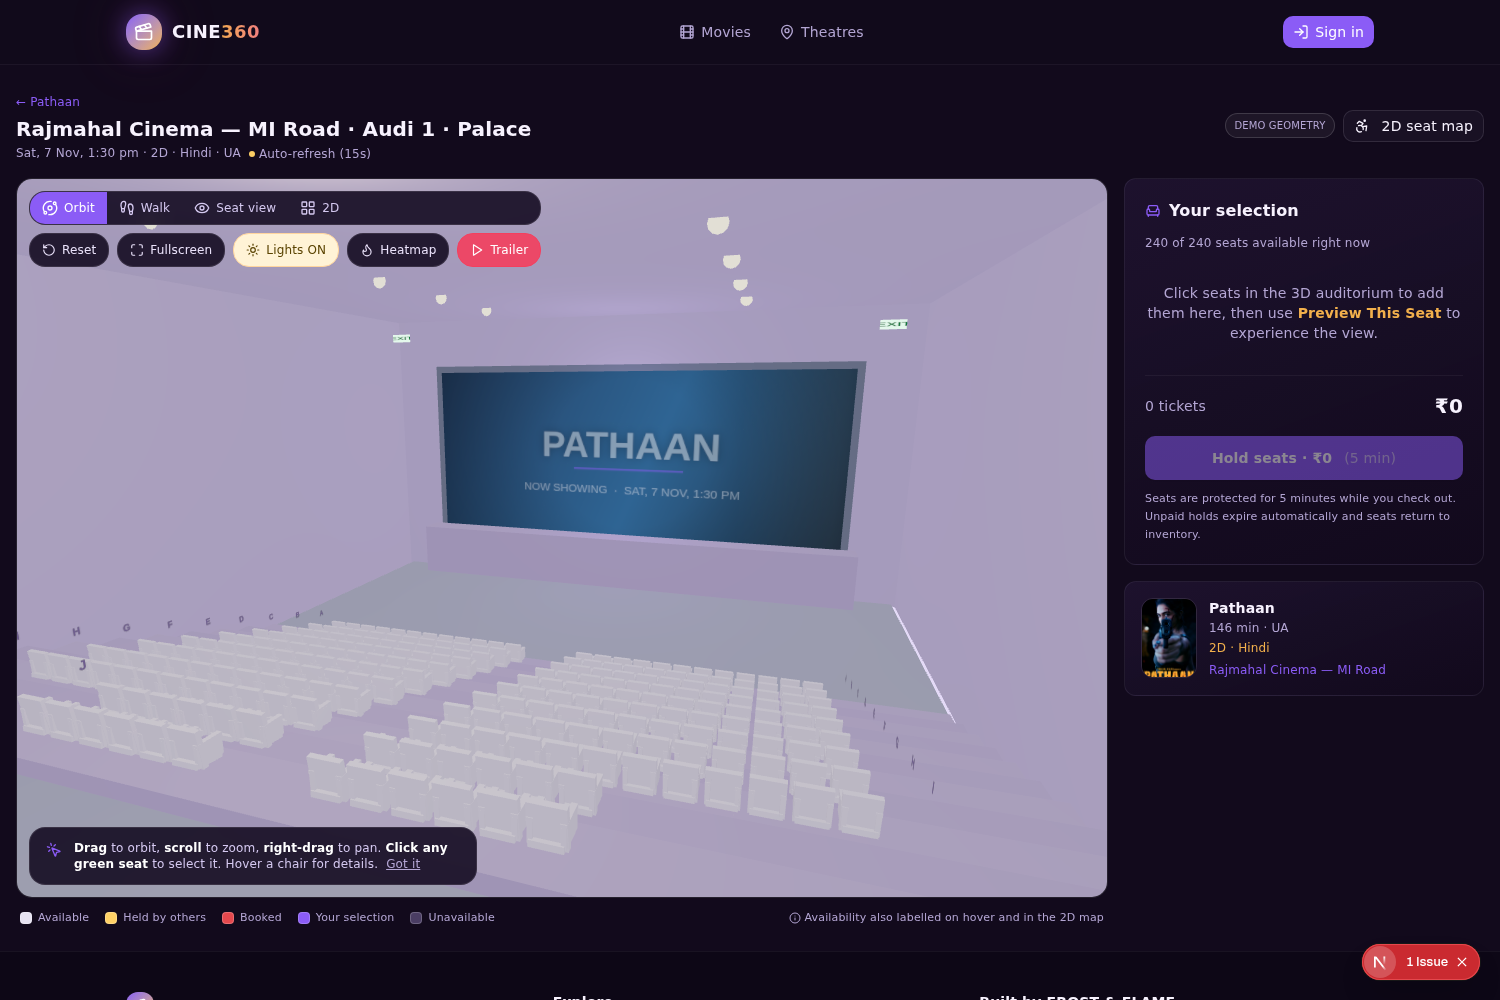 CINE360
Movies
Theatres
Sign in
← Pathaan
Rajmahal Cinema — MI Road · Audi 1 · Palace
Sat, 7 Nov, 1:30 pm · 2D · Hindi · UA
Auto-refresh (15s)
DEMO GEOMETRY
2D seat map
Orbit
Walk
Seat view
2D
Reset
Fullscreen
Lights ON
Heatmap
Trailer
EXIT
EXIT
PATHAAN
NOW SHOWING · SAT, 7 NOV, 1:30 PM
H G F E D C B A
J
Drag to orbit, scroll to zoom, right-drag to pan. Click any
green seat to select it. Hover a chair for details. Got it
Available
Held by others
Booked
Your selection
Unavailable
Availability also labelled on hover and in the 2D map
Your selection
240 of 240 seats available right now
Click seats in the 3D auditorium to add
them here, then use Preview This Seat to
experience the view.
0 tickets
₹0
Hold seats · ₹0 (5 min)
Seats are protected for 5 minutes while you check out.
Unpaid holds expire automatically and seats return to
inventory.
PATHAAN
Pathaan
146 min · UA
2D · Hindi
Rajmahal Cinema — MI Road
1 Issue
Explore
Built by FROST & FLAME